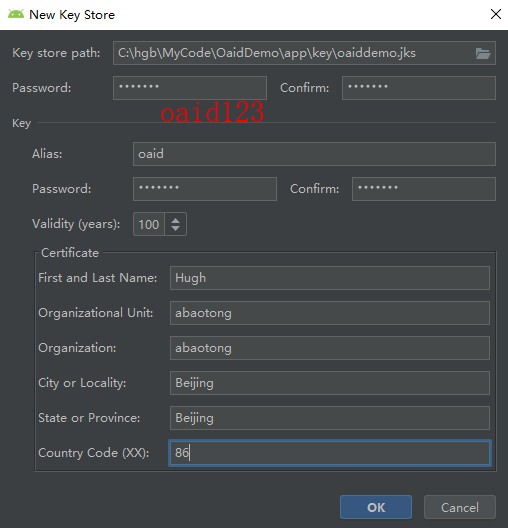 New Key Store
Key store path: C:\hgb\MyCode\OaidDemo\app\key\oaiddemo.jks
Password: ••••••• Confirm: •••••••
oaid123
Key
Alias: oaid
Password: ••••••• Confirm: •••••••
Validity (years): 100
Certificate
First and Last Name: Hugh
Organizational Unit: abaotong
Organization: abaotong
City or Locality: Beijing
State or Province: Beijing
Country Code (XX): 86
OK Cancel